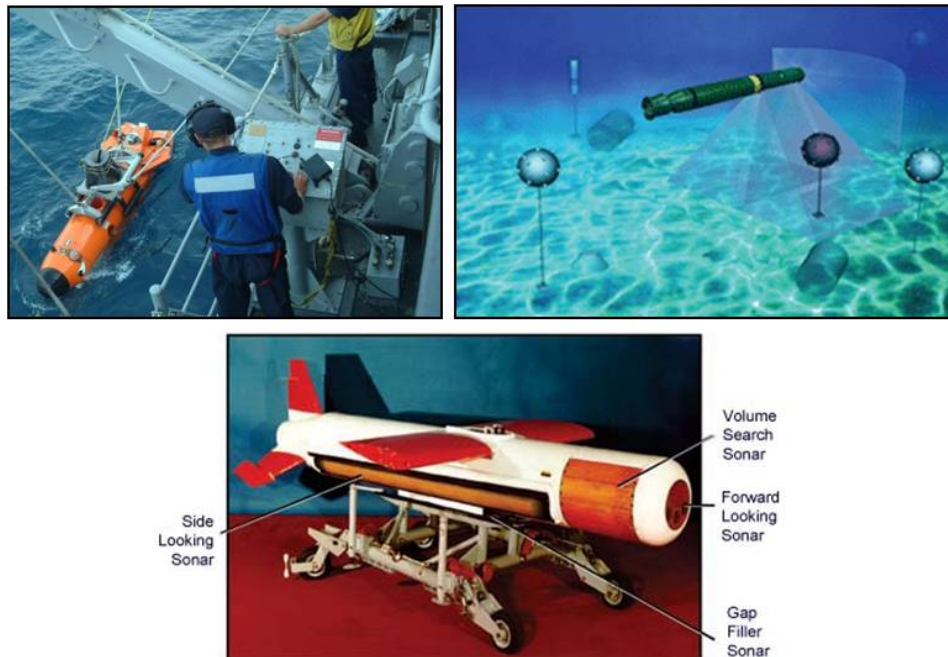 Volume
Search
Sonar
Forward
Looking
Sonar
Side
Looking
Sonar
Gap
Filler
Sonar